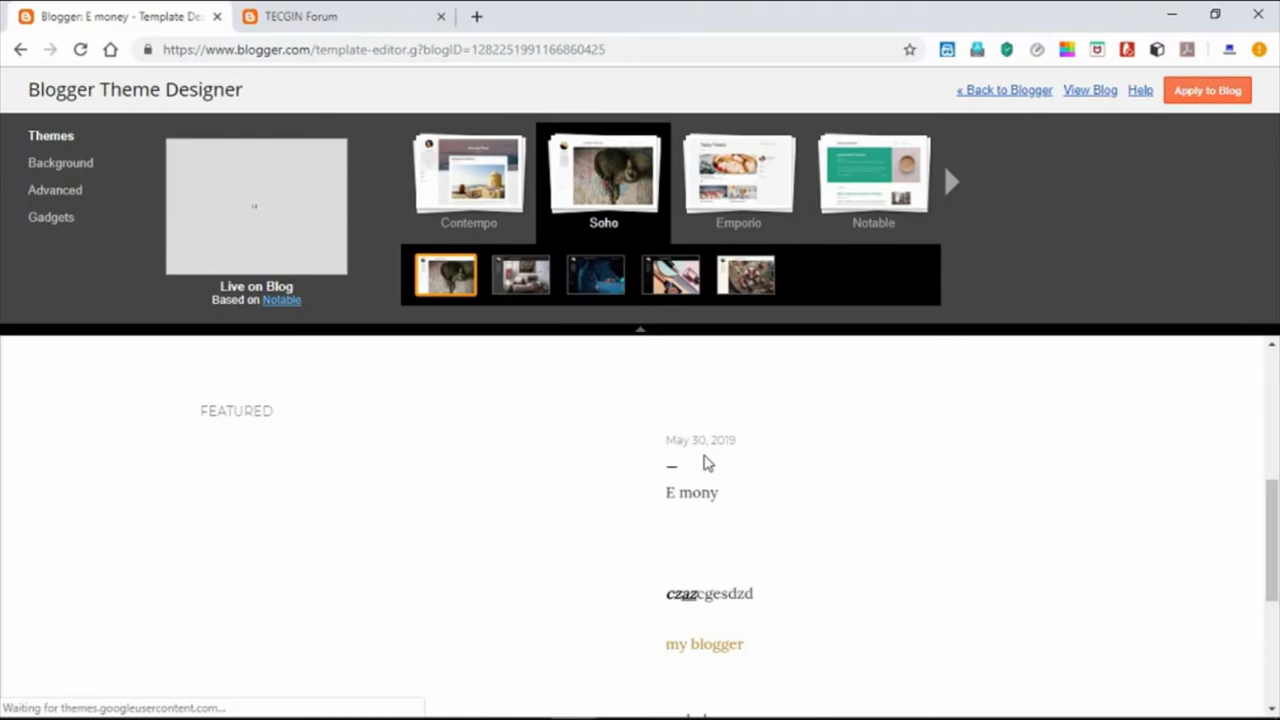 Blogger: E money - Template De
TECGIN Forum
https://www.blogger.com/template-editor.g?blogID=1282251991166860425
Blogger Theme Designer
« Back to Blogger
View Blog
Help
Apply to Blog
Themes
Background
Advanced
Gadgets
Live on Blog
Based on Notable
Contempo
Soho
Emporio
Notable
FEATURED
May 30, 2019
E mony
czazcgesdzd
my blogger
Waiting for themes.googleusercontent.com...